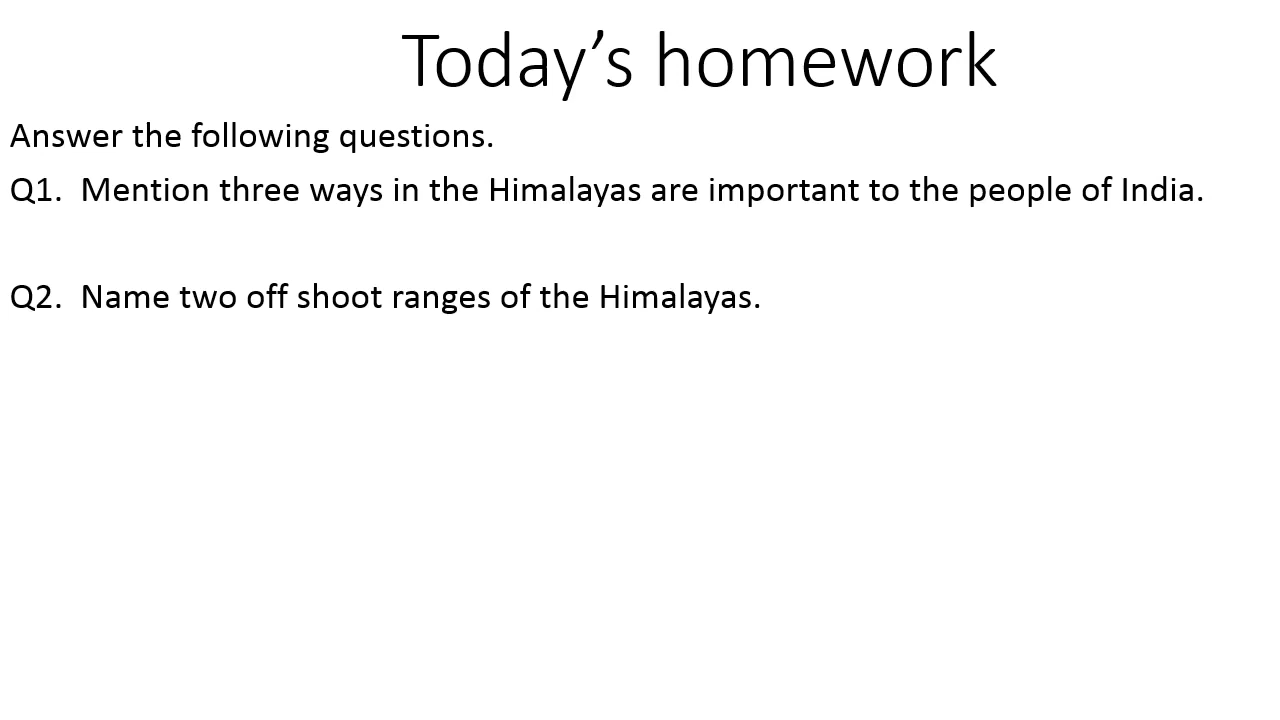 Today’s homework
Answer the following questions.
Q1. Mention three ways in the Himalayas are important to the people of India.
Q2. Name two off shoot ranges of the Himalayas.